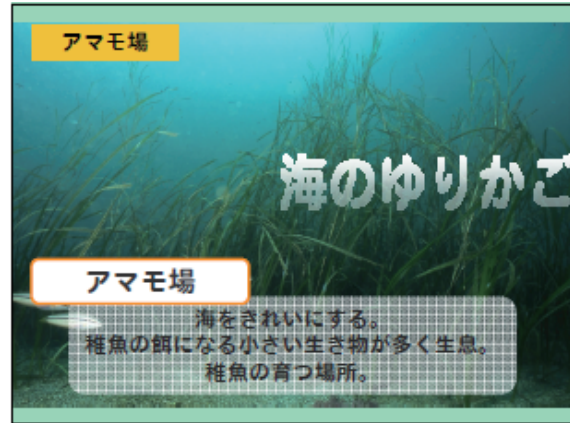 アマモ場
海のゆりかご
アマモ場
海をきれいにする。
稚魚の餌になる小さい生き物が多く生息。
稚魚の育つ場所。